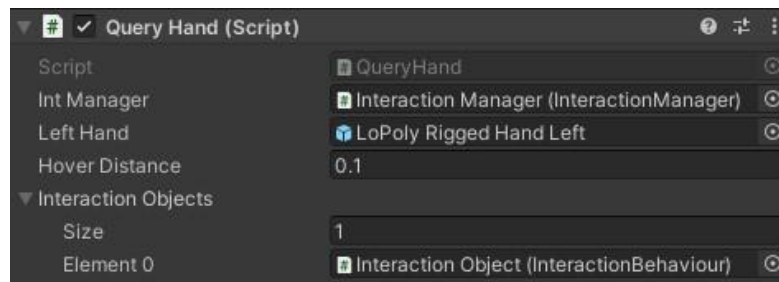 Query Hand (Script)
Script QueryHand
Int Manager Interaction Manager (InteractionManager)
Left Hand LoPoly Rigged Hand Left
Hover Distance 0.1
Interaction Objects
Size 1
Element 0 Interaction Object (InteractionBehaviour)